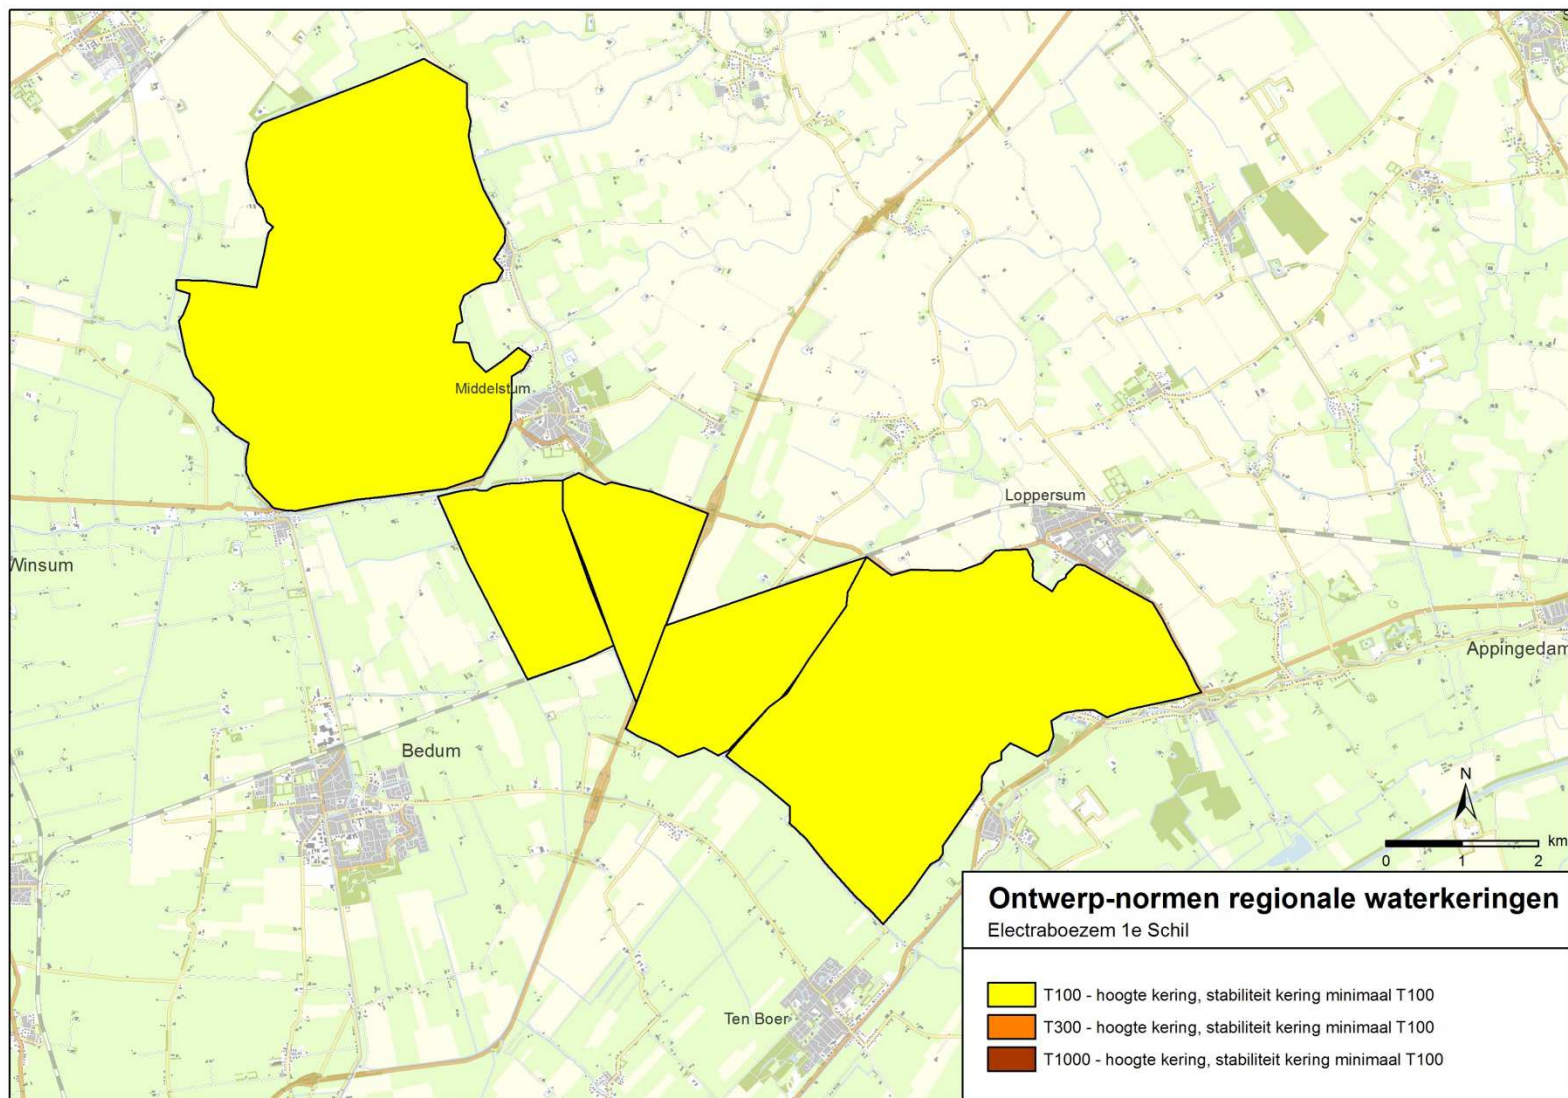 Middelstum
Loppersum
Winsum
Appingedam
Bedum
N
km
0 1 2
Ten Boer
Ontwerp-normen regionale waterkeringen
Electraboezem 1e Schil
T100 - hoogte kering, stabiliteit kering minimaal T100
T300 - hoogte kering, stabiliteit kering minimaal T100
T1000 - hoogte kering, stabiliteit kering minimaal T100